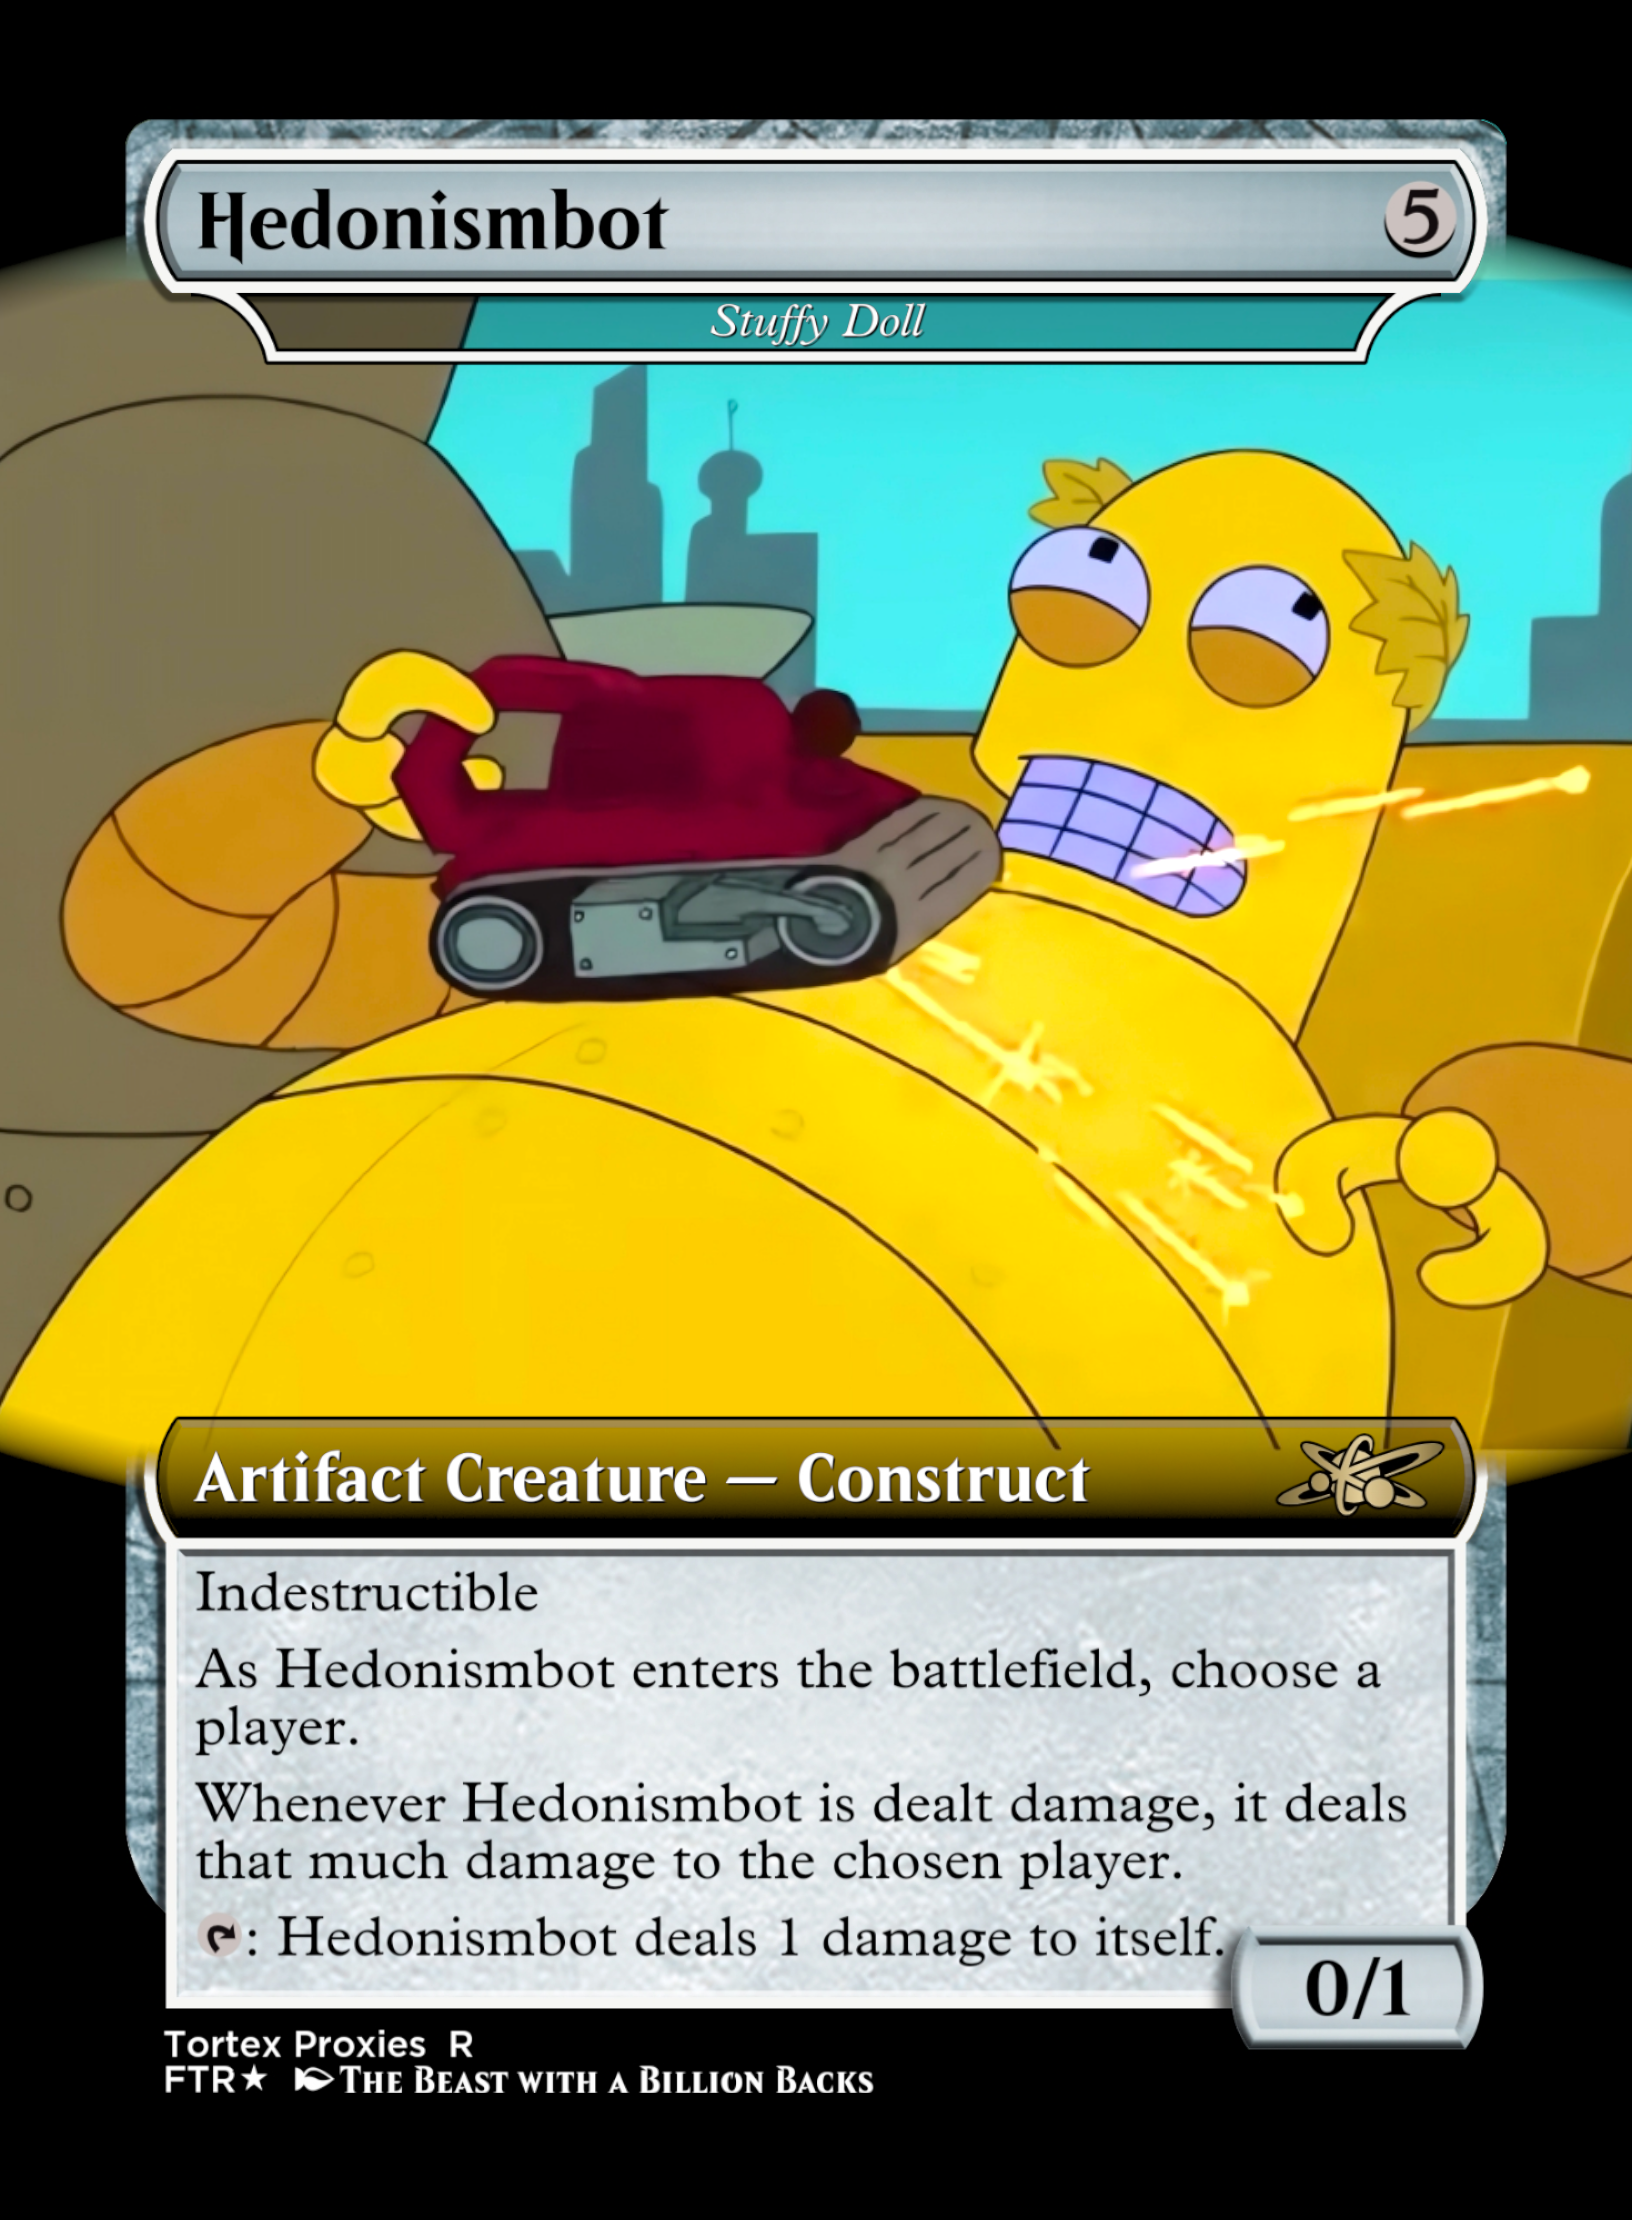 Hedonismbot
5
Stuffy Doll
Artifact Creature — Construct
Indestructible
As Hedonismbot enters the battlefield, choose a
player.
Whenever Hedonismbot is dealt damage, it deals
that much damage to the chosen player.
: Hedonismbot deals 1 damage to itself.
0/1
Tortex Proxies R
FTR★ The Beast with a Billion Backs